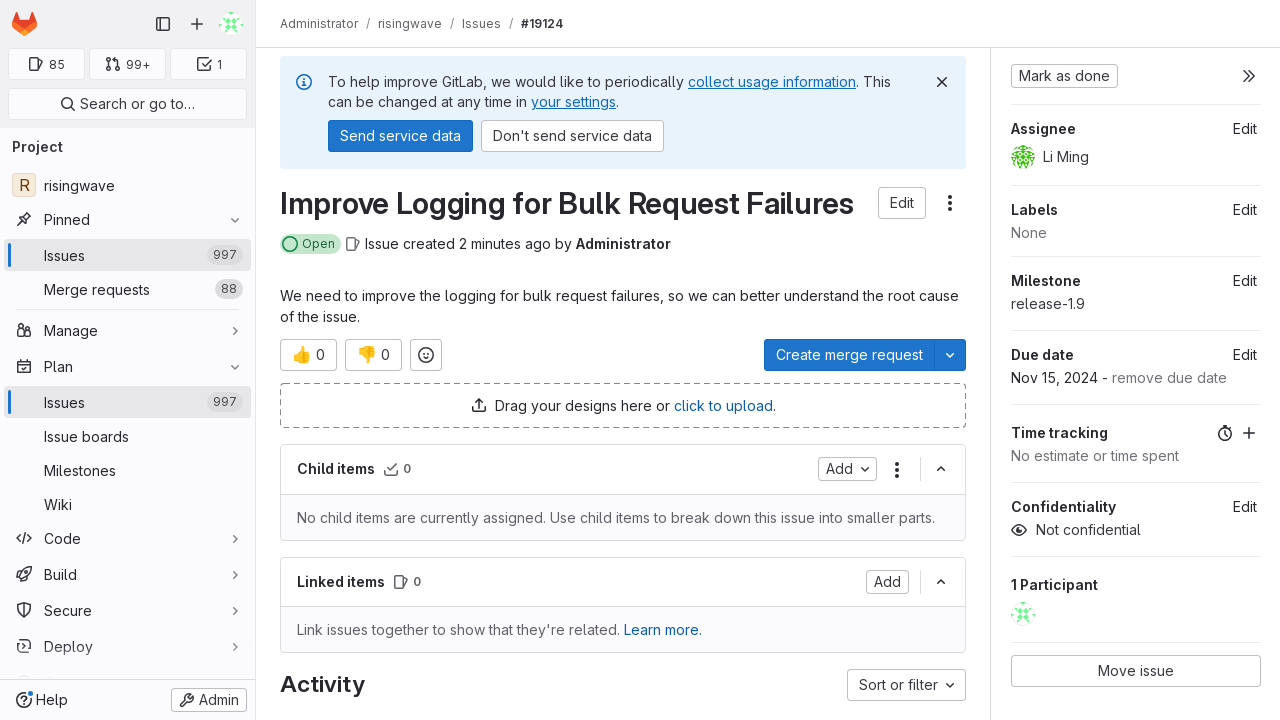 Administrator / risingwave / Issues / #19124
85 99+ 1
Search or go to…
Project
R risingwave
Pinned
Issues 997
Merge requests 88
Manage
Plan
Issues 997
Issue boards
Milestones
Wiki
Code
Build
Secure
Deploy
Help
Admin
To help improve GitLab, we would like to periodically collect usage information. This
can be changed at any time in your settings.
Send service data Don't send service data
Improve Logging for Bulk Request Failures
Edit
Open Issue created 2 minutes ago by Administrator
We need to improve the logging for bulk request failures, so we can better understand the root cause
of the issue.
👍 0 👎 0
Create merge request
Drag your designs here or click to upload.
Child items 0
Add
No child items are currently assigned. Use child items to break down this issue into smaller parts.
Linked items 0
Add
Link issues together to show that they're related. Learn more.
Activity
Sort or filter
Mark as done
Assignee Edit
Li Ming
Labels Edit
None
Milestone Edit
release-1.9
Due date Edit
Nov 15, 2024 - remove due date
Time tracking
No estimate or time spent
Confidentiality Edit
Not confidential
1 Participant
Move issue